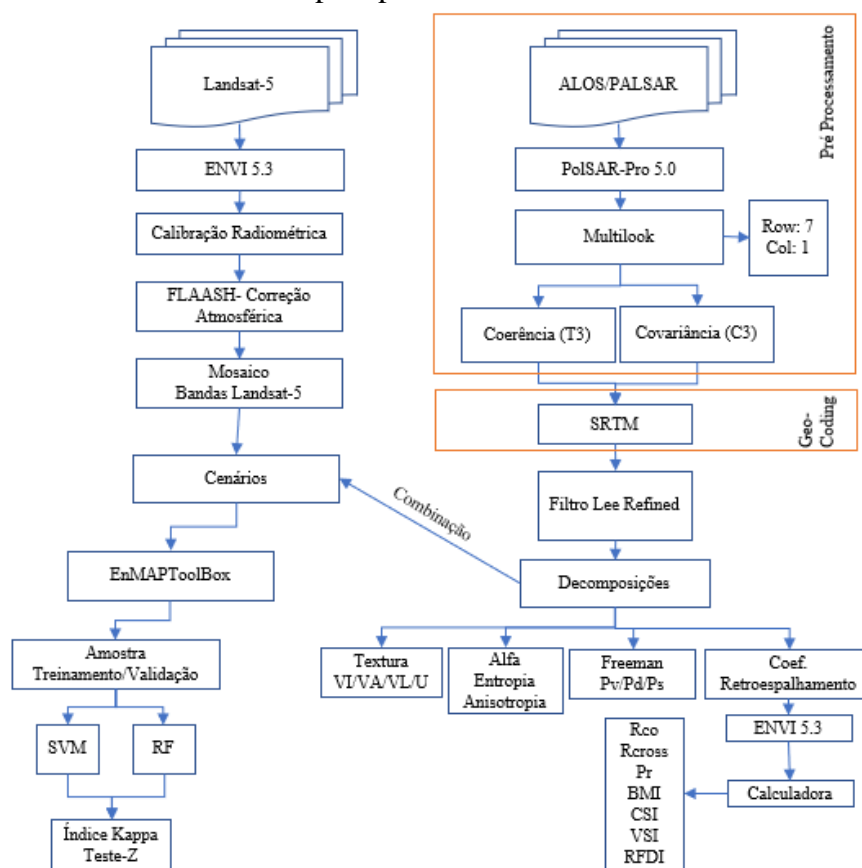 Landsat-5
ENVI 5.3
Calibração Radiométrica
FLAASH- Correção
Atmosférica
Mosaico
Bandas Landsat-5
Cenários
EnMAPToolBox
Amostra
Treinamento/Validação
SVM
RF
Índice Kappa
Teste-Z
ALOS/PALSAR
Pré Processamento
PolSAR-Pro 5.0
Multilook
Row: 7
Col: 1
Coerência (T3)
Covariância (C3)
SRTM
Geo-
Coding
Filtro Lee Refined
Combinação
Decomposições
Textura
VI/VA/VL/U
Alfa
Entropia
Anisotropia
Freeman
Pv/Pd/Ps
Coef.
Retroespalhamento
ENVI 5.3
Calculadora
Rco
Rcross
Pr
BMI
CSI
VSI
RFDI